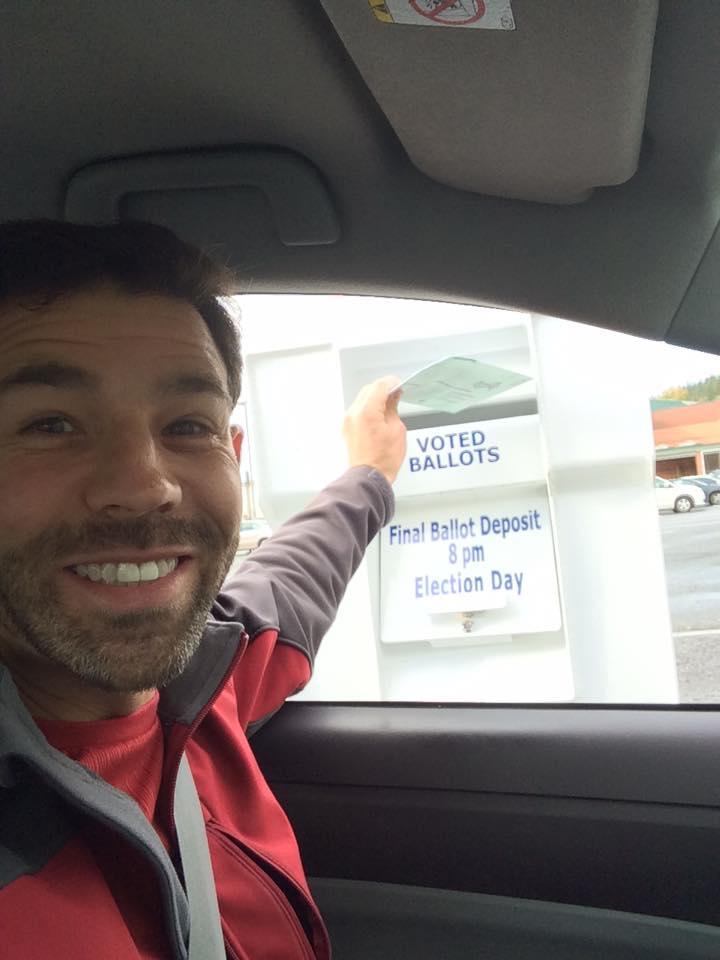 VOTED
BALLOTS
Final Ballot Deposit
8 pm
Election Day